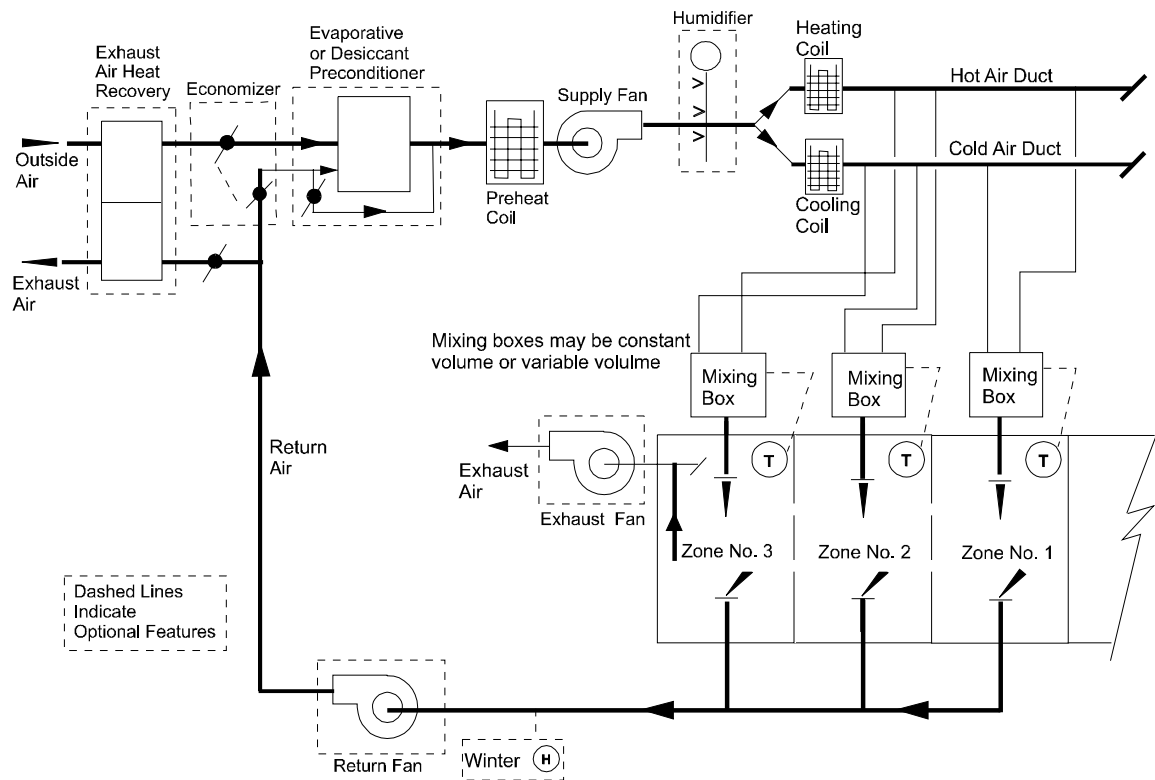 Humidifier
Evaporative
or Desiccant
Preconditioner
Exhaust
Air Heat
Recovery
Economizer
Heating
Coil
Hot Air Duct
Supply Fan
Outside
Air
Cold Air Duct
Preheat
Coil
Cooling
Coil
Exhaust
Air
Mixing boxes may be constant
volume or variable volulme
Mixing
Box
Mixing
Box
Mixing
Box
Return
Air
Exhaust
Air
T
T
T
Exhaust Fan
Zone No. 3
Zone No. 2
Zone No. 1
Dashed Lines
Indicate
Optional Features
Return Fan
Winter H